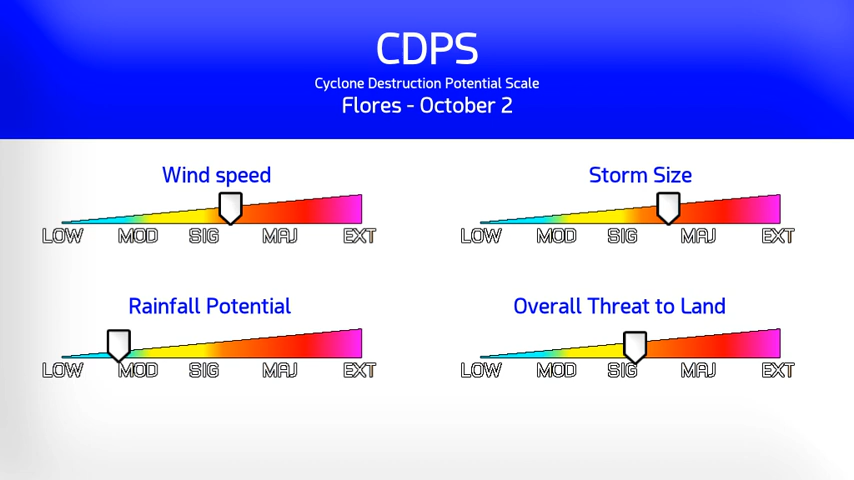 CDPS
Cyclone Destruction Potential Scale
Flores - October 2
Wind speed
LOW MOD SIG MAJ EXT
Storm Size
LOW MOD SIG MAJ EXT
Rainfall Potential
LOW MOD SIG MAJ EXT
Overall Threat to Land
LOW MOD SIG MAJ EXT